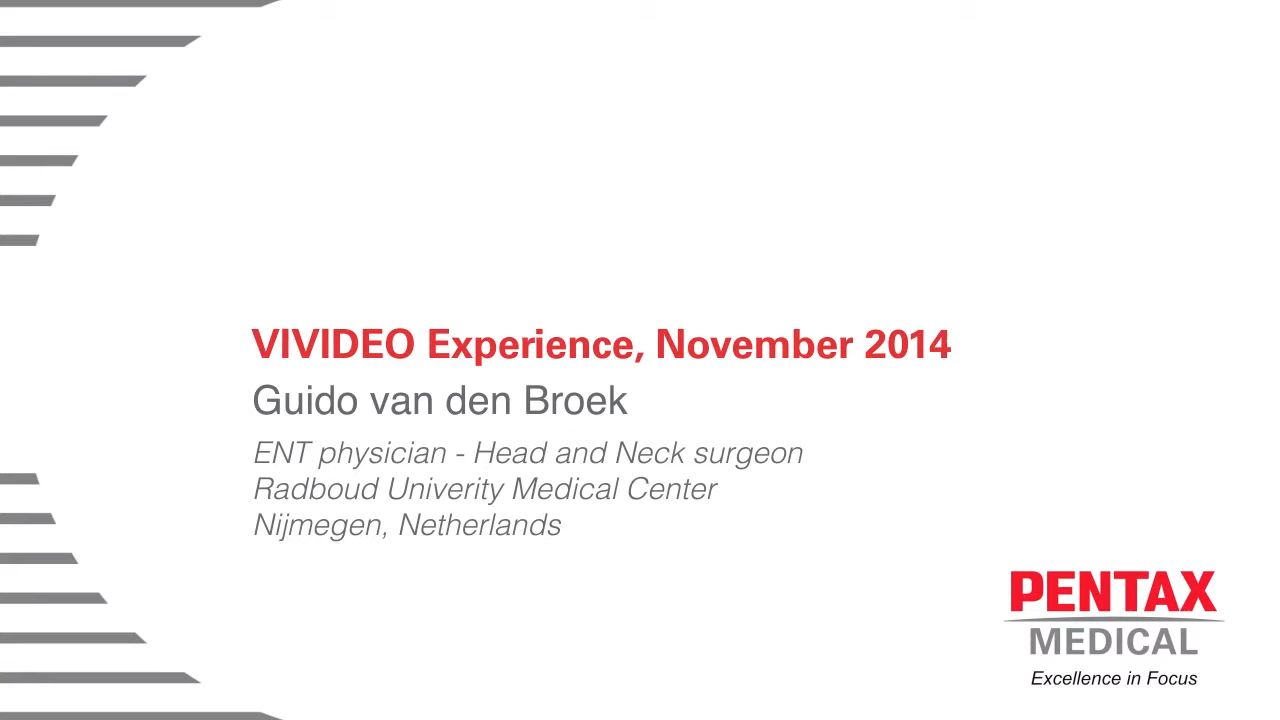 VIVIDEO Experience, November 2014
Guido van den Broek
ENT physician - Head and Neck surgeon
Radboud Univerity Medical Center
Nijmegen, Netherlands
PENTAX
MEDICAL
Excellence in Focus